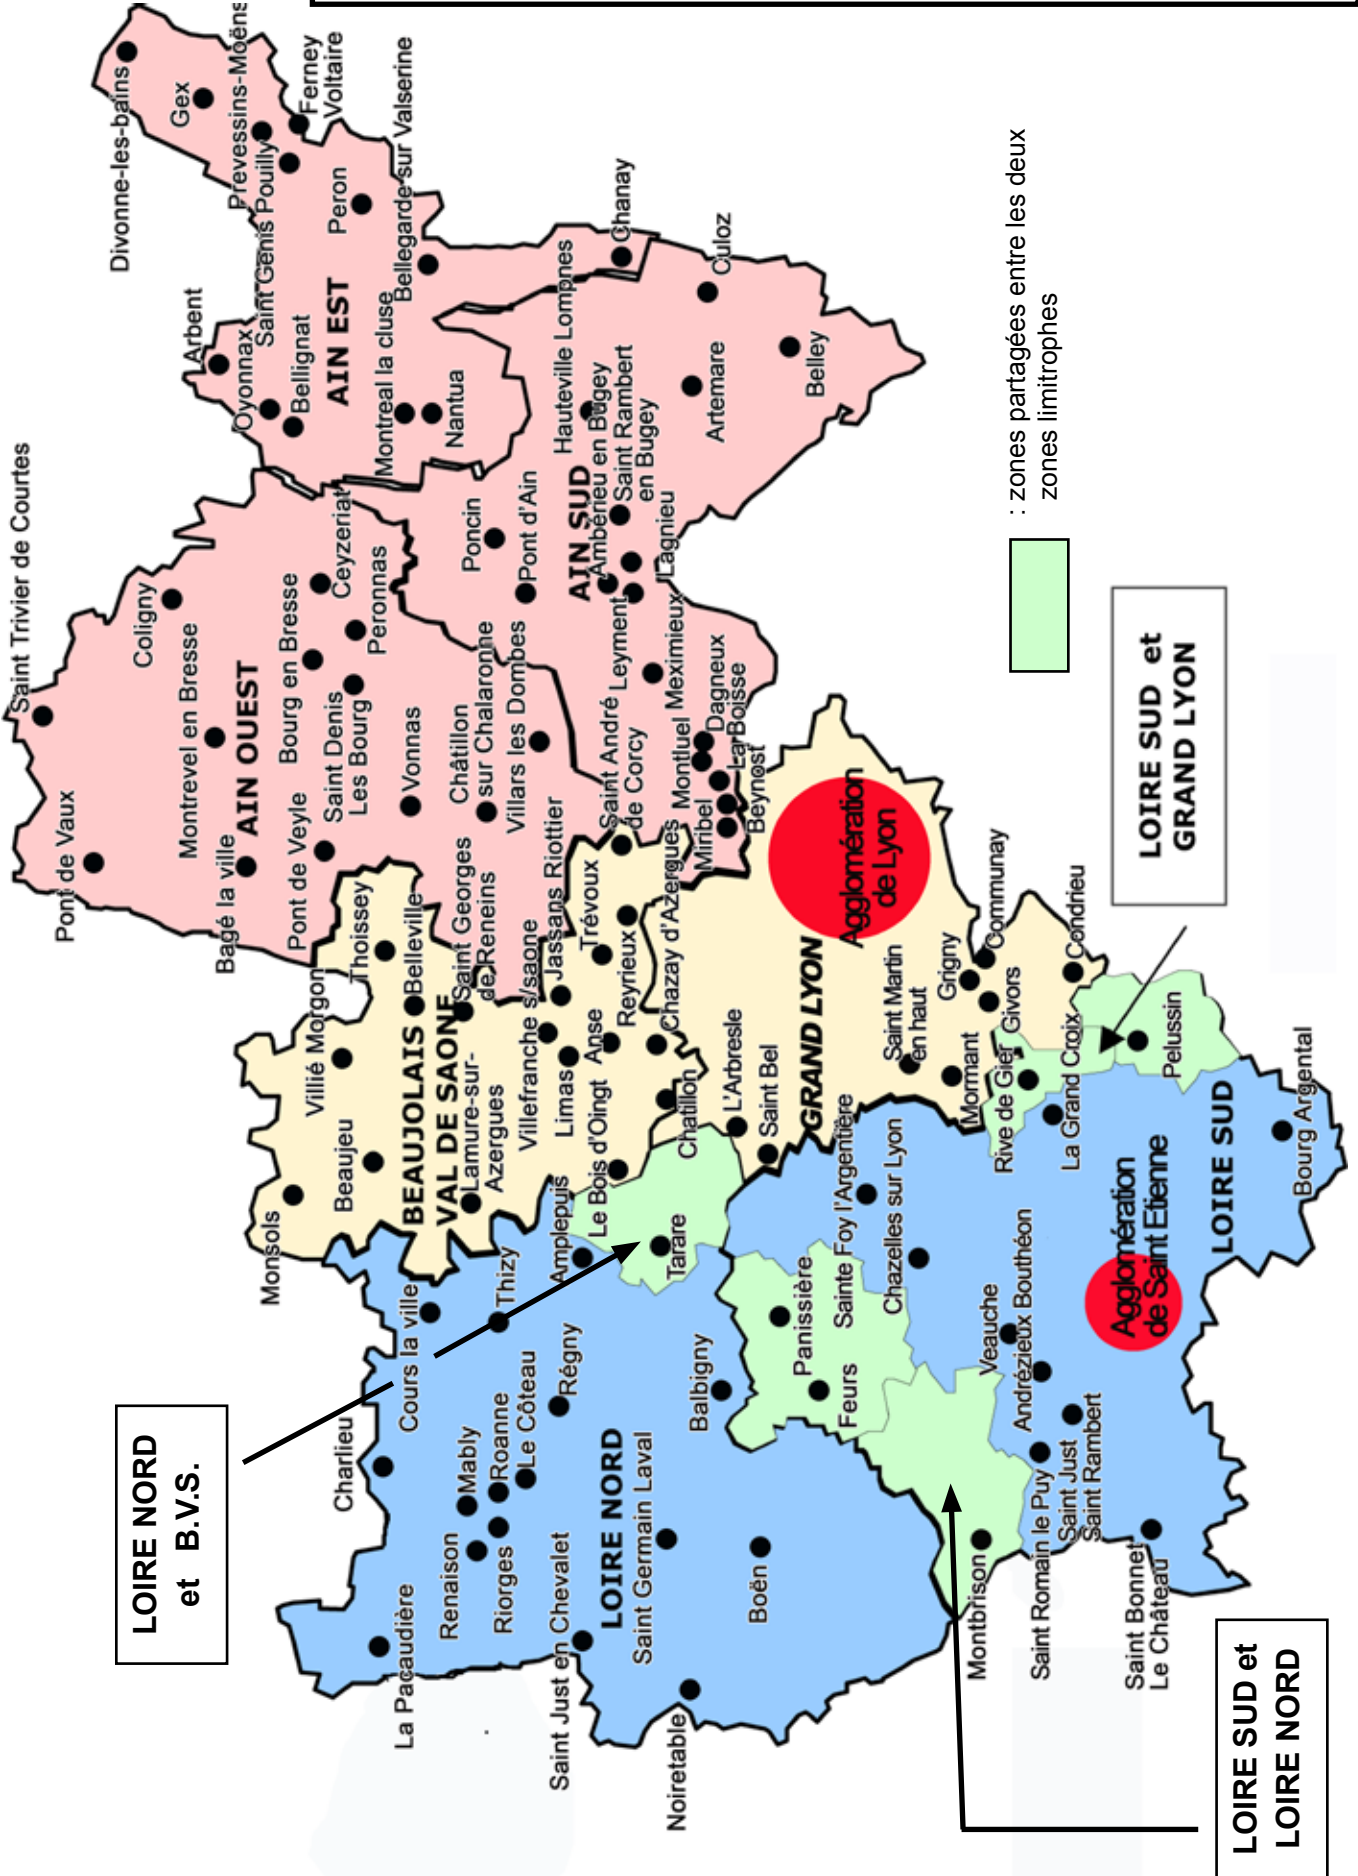 LOIRE NORD
et B.V.S.
LOIRE SUD et
LOIRE NORD
LOIRE SUD et
GRAND LYON
: zones partagées entre les deux
zones limitrophes
AIN OUEST
Saint Trivier de Courtes
Pont de Vaux
Coligny
Montrevel en Bresse
Bagé la ville
Bourg en Bresse
Ceyzeriat
Peronnas
Saint Denis
Les Bourg
Pont de Veyle
Vonnas
Châtillon
sur Chalaronne
Villars les Dombes
AIN EST
Divonne-les-bains
Gex
Prevessins-Moëns
Ferney
Voltaire
Saint Genis Pouilly
Peron
Bellegarde sur Valserine
Arbent
Oyonnax
Bellignat
Montreal la cluse
Nantua
Chanay
AIN SUD
Hauteville Lompnes
Culoz
Artemare
Belley
Poncin
Pont d'Ain
Ambérieu en Bugey
Saint Rambert
en Bugey
Lagnieu
Leyment
Meximieux
Saint André
de Corcy
Montluel
Dagneux
La Boisse
Beynost
Miribel
BEAUJOLAIS
VAL DE SAONE
Monsols
Beaujeu
Villié Morgon
Thoissey
Belleville
Saint Georges
de Reneins
Lamure-sur-
Azergues
Villefranche s/saone
Jassans Riottier
Limas
Anse
Trévoux
Reyrieux
Chazzay d'Azergues
Le Bois d'Oingt
Chatillon
Tarare
GRAND LYON
Agglomération
de Lyon
L'Arbresle
Saint Bel
Saint Martin
en haut
Mornant
Grigny
Givors
Communay
Condrieu
LOIRE NORD
La Pacaudière
Charlieu
Cours la ville
Thizy
Amplepuis
Renaison
Mably
Roanne
Riorges
Le Côteau
Régny
Saint Just en Chevalet
Saint Germain Laval
Balbigny
Noiretable
Boën
LOIRE SUD
Agglomération
de Saint Etienne
Panissière
Feurs
Sainte Foy l'Argentière
Chazelles sur Lyon
Veauche
Andrézieux Bouthéon
Montbrison
Saint Romain le Puy
Saint Just
Saint Rambert
Saint Bonnet
Le Château
Rive de Gier
La Grand Croix
Pelussin
Bourg Argental